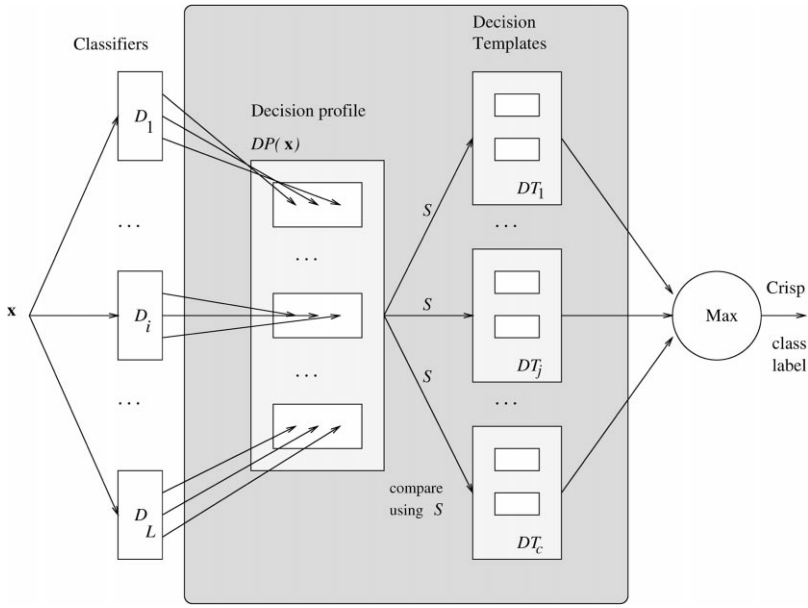 Classifiers
Decision
Templates
Decision profile
DP( x )
D1
...
x
Di
...
DL
...
...
S
S
S
compare
using S
DT1
...
DTj
...
DTc
Max
Crisp
class
label